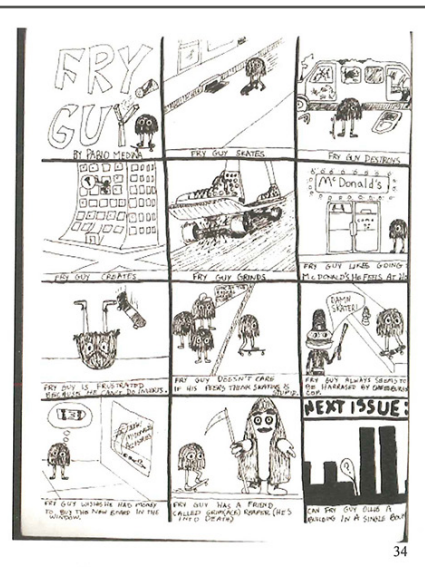 FRY
GUY
BY PABLO MEDINA
FRY GUY SKATES
FRY GUY DESTROYS
FRY GUY CREATES
FRY GUY GRINDS
McDonald's
FRY GUY LIKES GOING
McDONALD'S HE FEELS AT
FRY GUY IS FRUSTRATED
BECAUSE HE CAN'T DO INVERTS.
FRY GUY DOESN'T CARE
IF HIS PEERS THINK SKATING IS
STUPID.
DAMN
SKATER!
FRY GUY ALWAYS SEEMS TO
BE HARRASED BY
COP.
FRY GUY WISHES HE HAD MONEY
TO BUY THE NEW BOARD IN THE
WINDOW.
FRY GUY HAS A FRIEND
CALLED GRIM(ACE) REAPER (HE'S
INTO DEATH)
NEXT ISSUE:
?
CAN FRY GUY OLLIE A
BUILDING IN A SINGLE
34